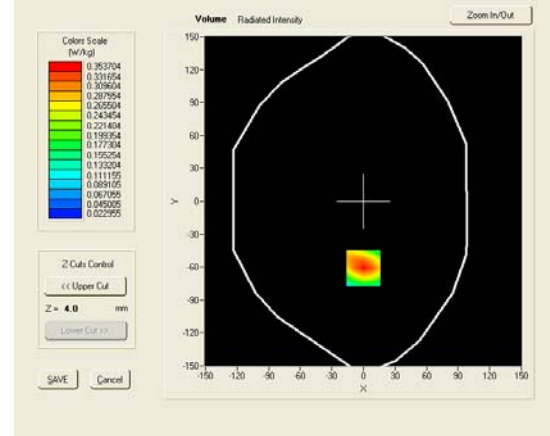 Volume Radiated Intensity
Zoom In/Out
Colors Scale
(W/kg)
0.353704
0.331654
0.309604
0.287554
0.265504
0.243454
0.221404
0.199354
0.177304
0.155254
0.133204
0.111155
0.089105
0.067055
0.045005
0.022955
Z-Cuts Control
<< Upper Cut
Z = 4.0 mm
Lower Cut >>
SAVE Cancel
150
120
90
60
30
0
-30
-60
-90
-120
-150
Y
-150 -120 -90 -60 -30 0 30 60 90 120 150
X